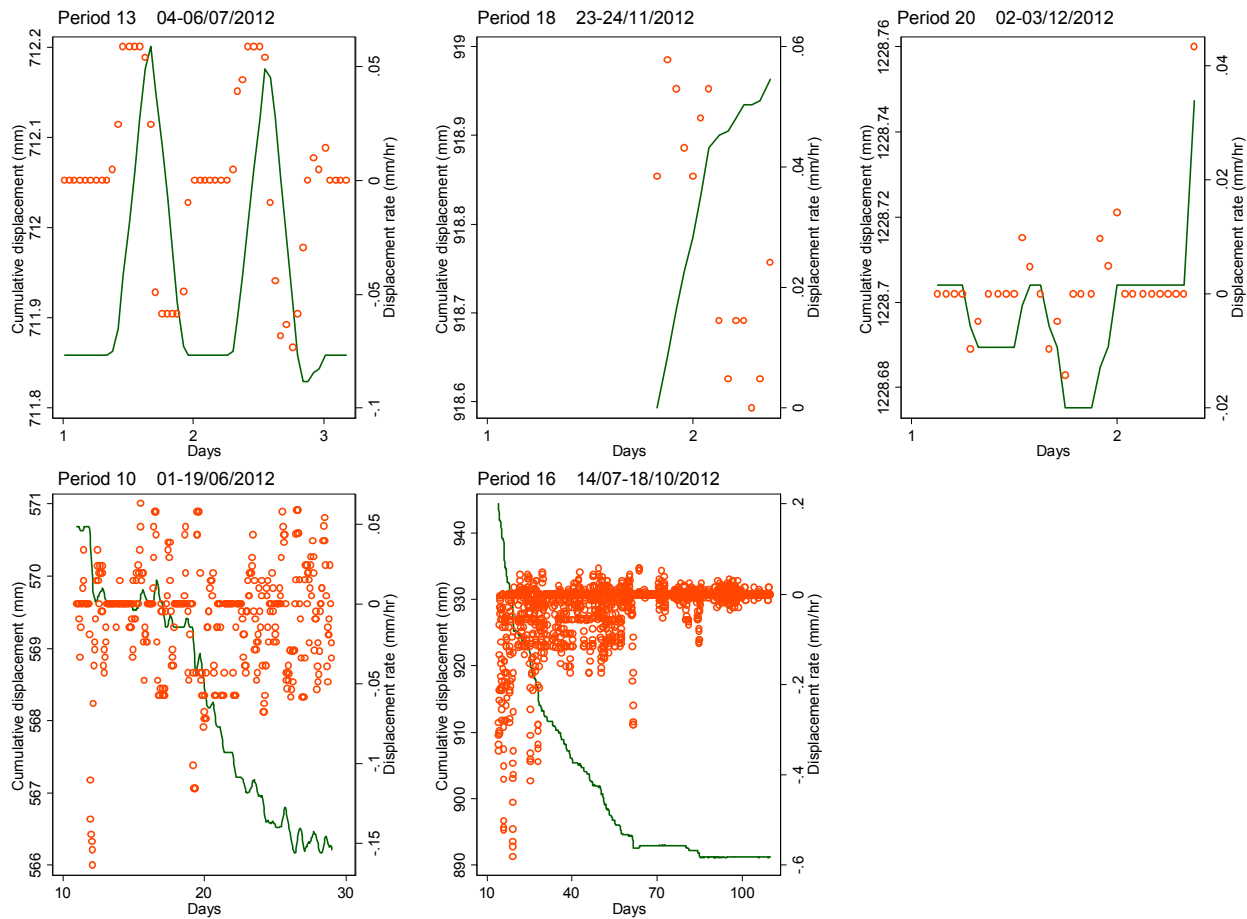 Period 13 04-06/07/2012
712.2
712.1
712
711.9
711.8
Cumulative displacement (mm)
.05
0
-.05
-.1
Displacement rate (mm/hr)
1 2 3
Days
Period 18 23-24/11/2012
919
918.9
918.8
918.7
918.6
Cumulative displacement (mm)
.06
.04
.02
0
Displacement rate (mm/hr)
1 2
Days
Period 20 02-03/12/2012
1228.76
1228.74
1228.72
1228.7
1228.68
Cumulative displacement (mm)
.04
.02
0
-.02
Displacement rate (mm/hr)
1 2
Days
Period 10 01-19/06/2012
571
570
569
568
567
566
Cumulative displacement (mm)
.05
0
-.05
-.1
-.15
Displacement rate (mm/hr)
10 20 30
Days
Period 16 14/07-18/10/2012
940
930
920
910
900
890
Cumulative displacement (mm)
.2
0
-.2
-.4
-.6
Displacement rate (mm/hr)
10 40 70 100
Days